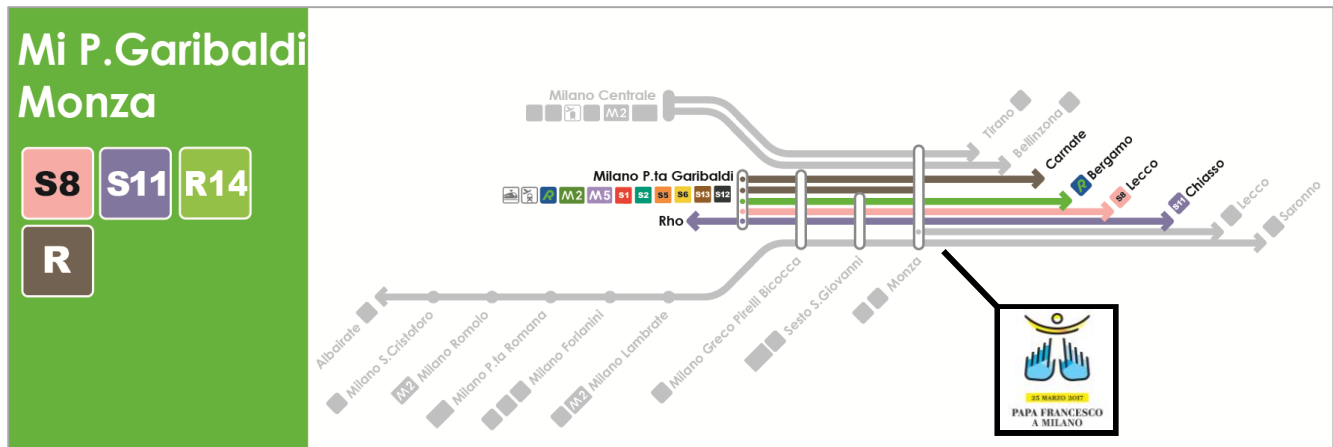 Mi P.Garibaldi
Monza
S8 S11 R14
R
Milano Centrale
M2
Tirano
Bellinzona
Carnate
Milano P.ta Garibaldi
R M2 M5 S1 S2 S5 S6 S13 S12
R Bergamo
S8 Lecco
S11 Chiasso
Rho
Lecco
Saronno
Albairate
Milano S.Cristoforo
M2 Milano Romolo
Milano P.ta Romana
Milano Forlanini
M2 Milano Lambrate
Milano Greco Pirelli Bicocca
Sesto S.Giovanni
Monza
25 MARZO 2017
PAPA FRANCESCO
A MILANO